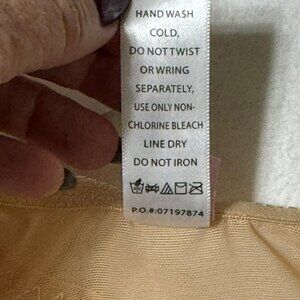 HAND WASH
COLD,
DO NOT TWIST
OR WRING
SEPARATELY,
USE ONLY NON-
CHLORINE BLEACH
LINE DRY
DO NOT IRON
P.O.#:07197874